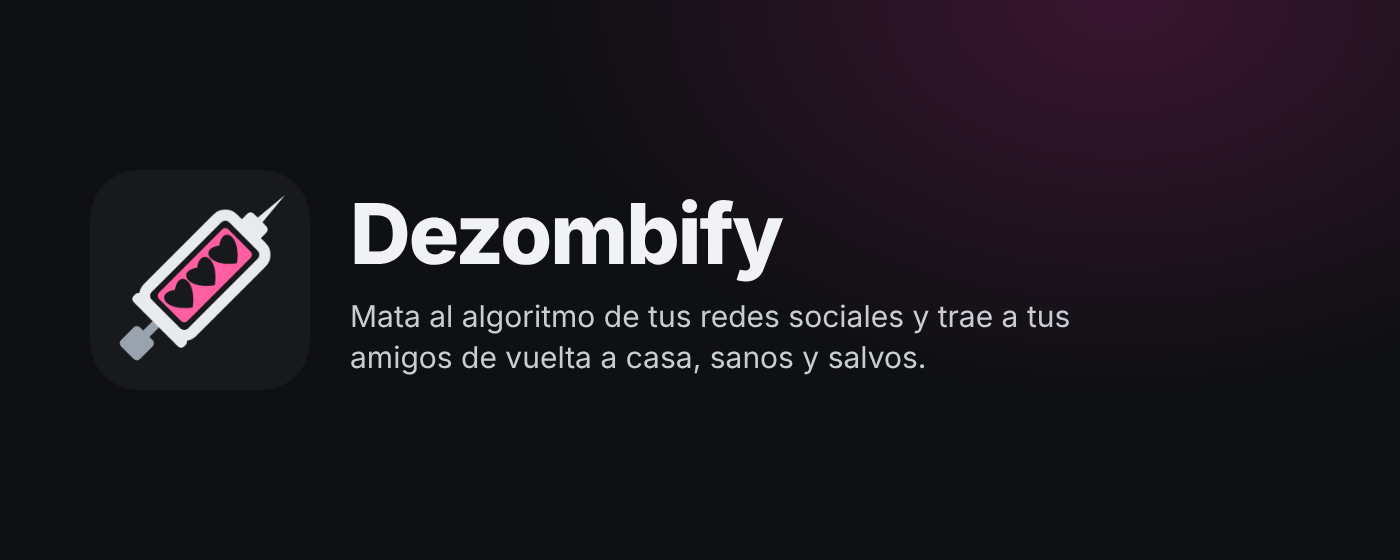 Dezombify
Mata al algoritmo de tus redes sociales y trae a tus
amigos de vuelta a casa, sanos y salvos.